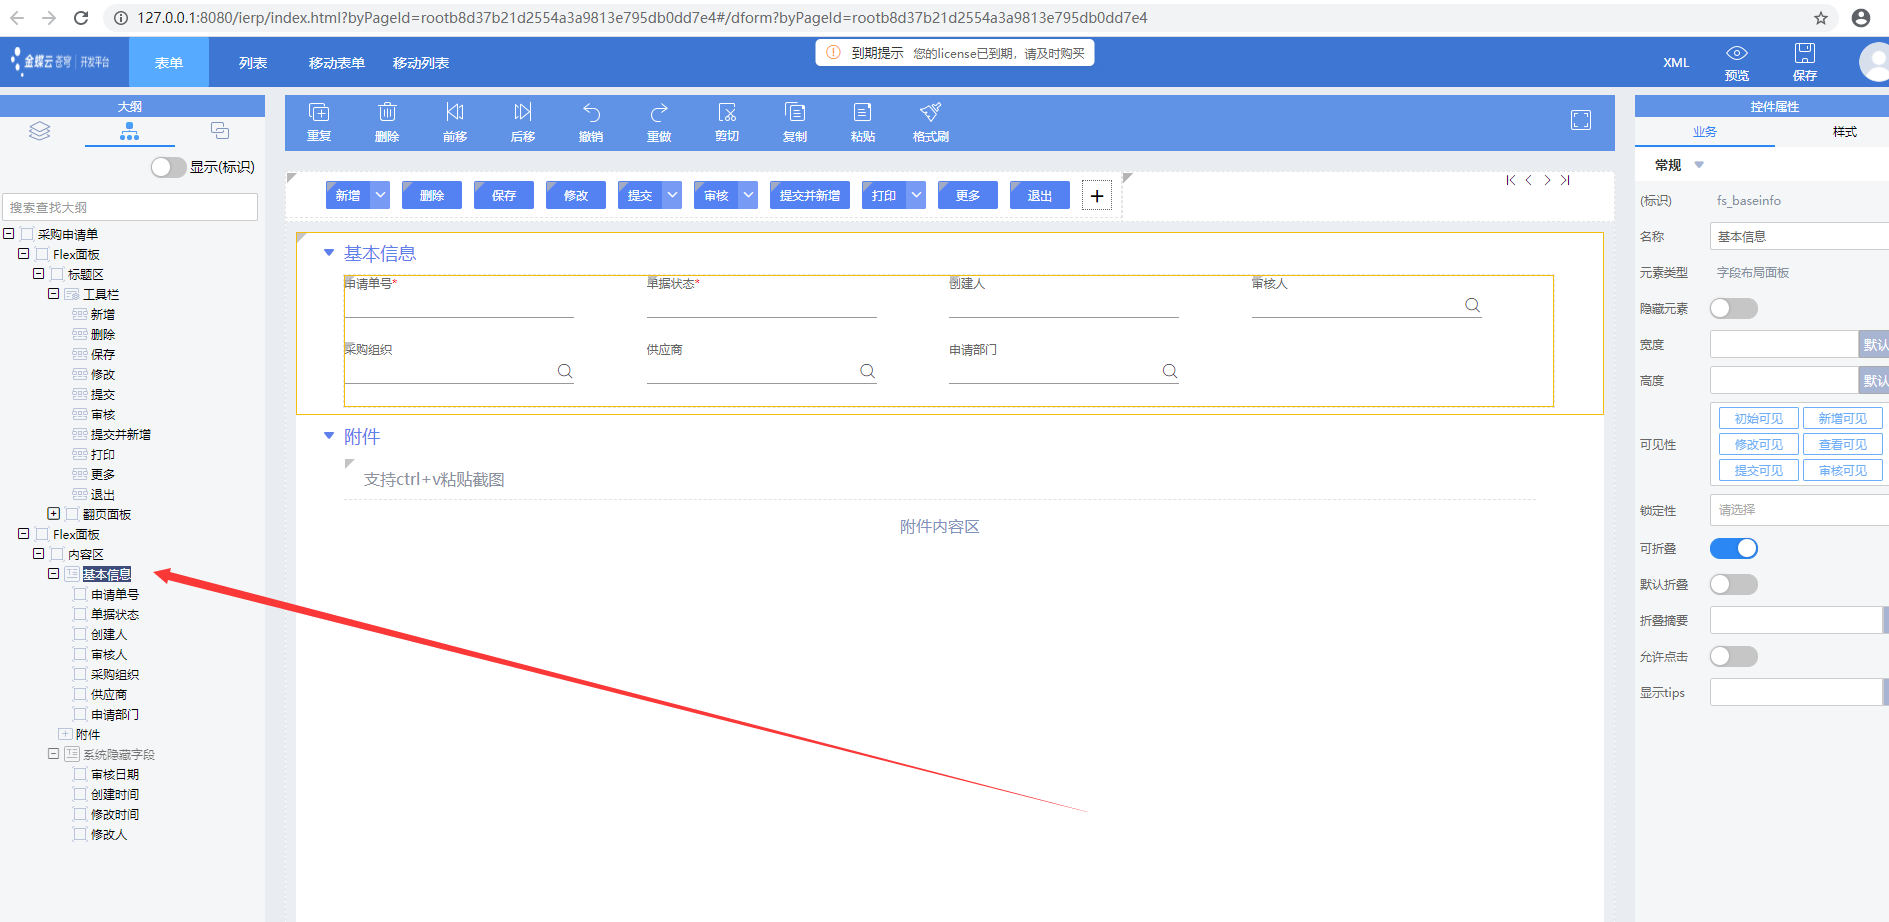 127.0.0.1:8080/ierp/index.html?byPageId=rootb8d37b21d2554a3a9813e795db0dd7e4#/dform?byPageId=rootb8d37b21d2554a3a9813e795db0dd7e4
金蝶云 苍穹 | 开发平台
表单
列表
移动表单
移动列表
到期提示 您的license已到期，请及时购买
XML
预览
保存
大纲
显示(标识)
搜索查找大纲
采购申请单
Flex面板
标题区
工具栏
新增
删除
保存
修改
提交
审核
提交并新增
打印
更多
退出
翻页面板
Flex面板
内容区
基本信息
申请单号
单据状态
创建人
审核人
采购组织
供应商
申请部门
附件
系统隐藏字段
审核日期
创建时间
修改时间
修改人
重复
删除
前移
后移
撤销
重做
剪切
复制
粘贴
格式刷
新增
删除
保存
修改
提交
审核
提交并新增
打印
更多
退出
基本信息
申请单号*
单据状态*
创建人
审核人
采购组织
供应商
申请部门
附件
支持ctrl+v粘贴截图
附件内容区
控件属性
业务
样式
常规
(标识) fs_baseinfo
名称 基本信息
元素类型 字段布局面板
隐藏元素
宽度 默认
高度 默认
可见性
初始可见 新增可见
修改可见 查看可见
提交可见 审核可见
锁定性 请选择
可折叠
默认折叠
折叠摘要
允许点击
显示tips